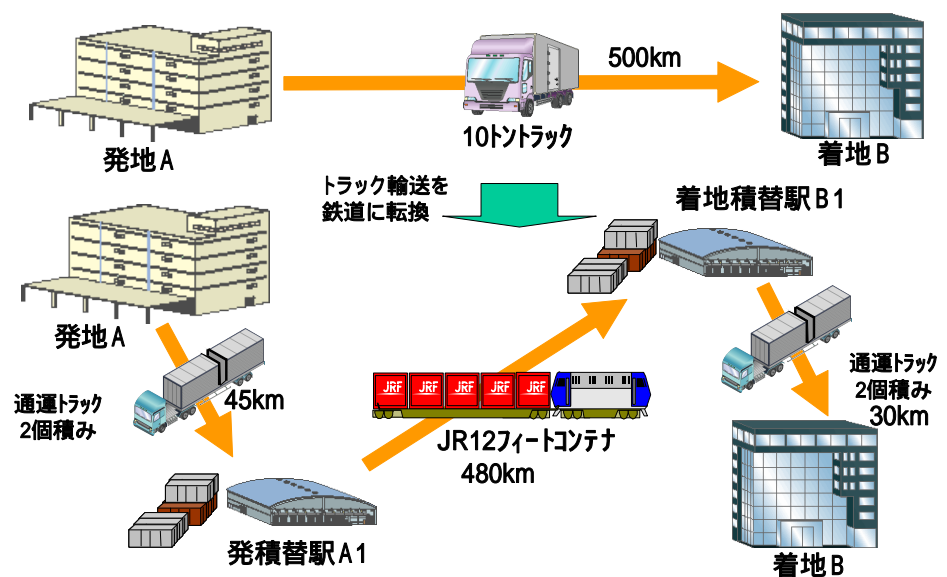 500km
10トントラック
発地A
着地B
トラック輸送を
鉄道に転換
着地積替駅B1
発地A
通運トラック
2個積み
45km
JRF JRF JRF JRF JRF
JR12フィートコンテナ
480km
通運トラック
2個積み
30km
発積替駅A1
着地B